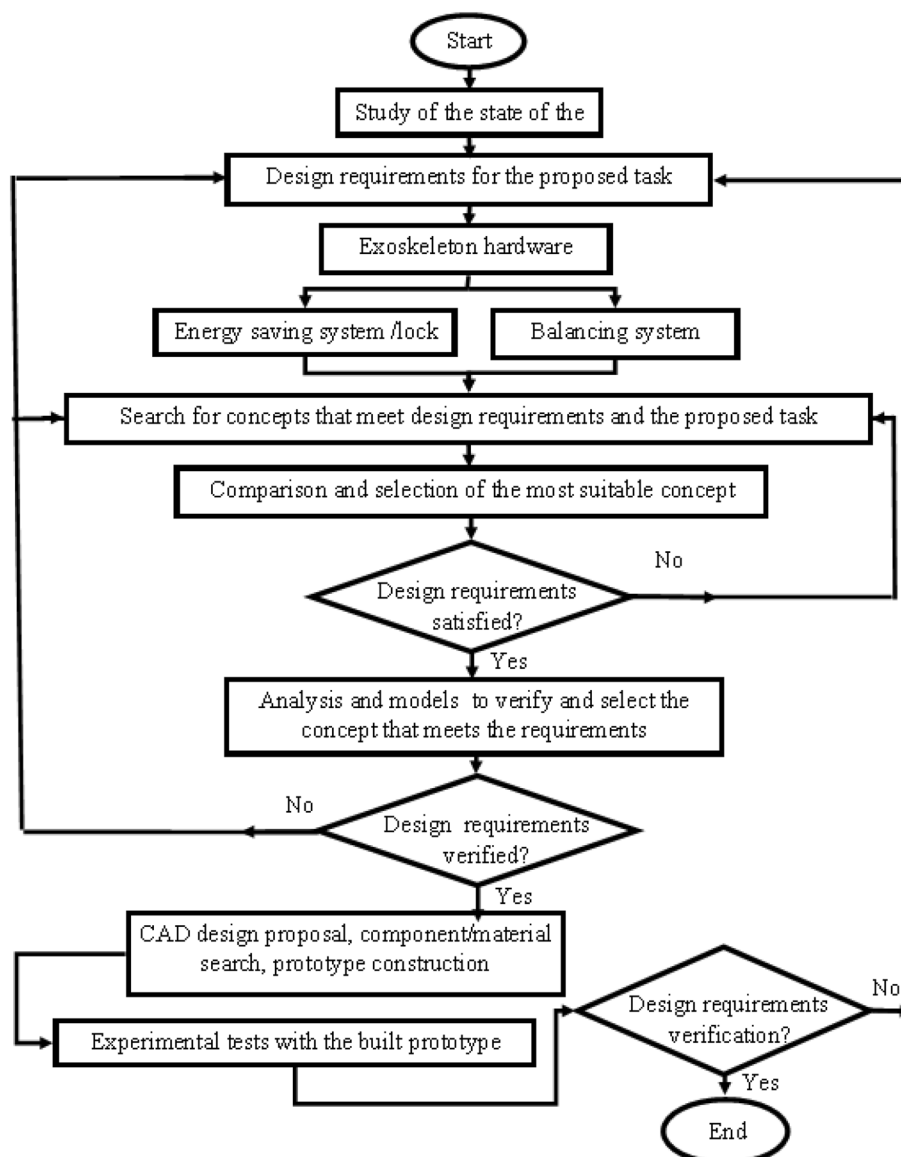 Start
Study of the state of the
Design requirements for the proposed task
Exoskeleton hardware
Energy saving system /lock
Balancing system
Search for concepts that meet design requirements and the proposed task
Comparison and selection of the most suitable concept
No
Design requirements
satisfied?
Yes
Analysis and models to verify and select the
concept that meets the requirements
No
Design requirements
verified?
Yes
CAD design proposal, component/material
search, prototype construction
Experimental tests with the built prototype
Design requirements
verification?
No
Yes
End